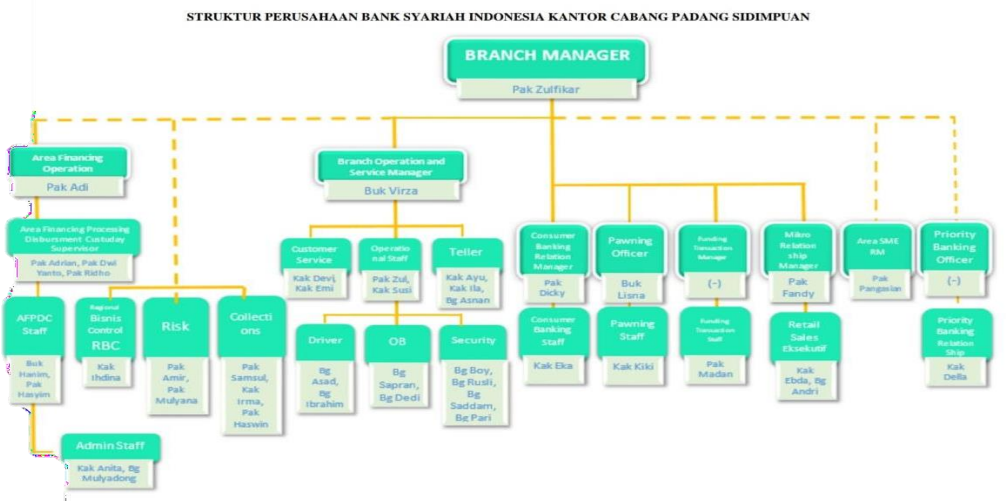 STRUKTUR PERUSAHAAN BANK SYARIAH INDONESIA KANTOR CABANG PADANG SIDIMPUAN
BRANCH MANAGER
Pak Zulfikar
Area Financing
Operation
Pak Adi
Branch Operation and
Service Manager
Buk Virza
Area Financing Processing
Disbursment Custuday
Supervisor
Pak Adrian, Pak Dwi
Yanto, Pak Ridho
Customer
Service
Kak Devi,
Kak Emi
Operatio
nal Staff
Pak Zul,
Kak Susi
Teller
Kak Ayu,
Kak Ila,
Bg Asnan
Consumer
Banking
Relation
Manager
Pak
Dicky
Pawning
Officer
Buk
Lisna
Funding
Transaction
Manager
(-)
Mikro
Relation
ship
Manager
Pak
Fandy
Area SME
RM
Pak
Pangasian
Priority
Banking
Officer
(-)
AFPDC
Staff
Buk
Hanim,
Pak
Hasyim
Regional
Bisnis
Control
RBC
Kak
Ihdina
Risk
Pak
Amir,
Pak
Mulyana
Collecti
ons
Pak
Samsul,
Kak
Irma,
Pak
Haswin
Driver
Bg
Asad,
Bg
Ibrahim
OB
Bg
Sapran,
Bg Dedi
Security
Bg Boy,
Bg Rusli,
Bg
Saddam,
Bg Pari
Consumer
Banking
Staff
Kak Eka
Pawning
Staff
Kak Kiki
Funding
Transaction
Staff
Pak
Madan
Retail
Sales
Eksekutif
Kak
Ebda, Bg
Andri
Priority
Banking
Relation
Ship
Kak
Della
Admin Staff
Kak Anita, Bg
Mulyadong